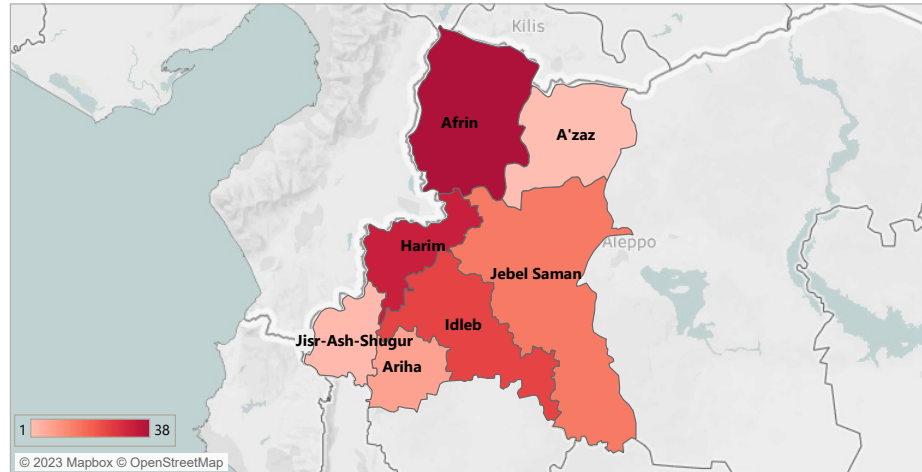 Kilis
Afrin
A'zaz
Harim
Aleppo
Jebel Saman
Idleb
Jisr-Ash-Shugur
Ariha
1 38
© 2023 Mapbox © OpenStreetMap